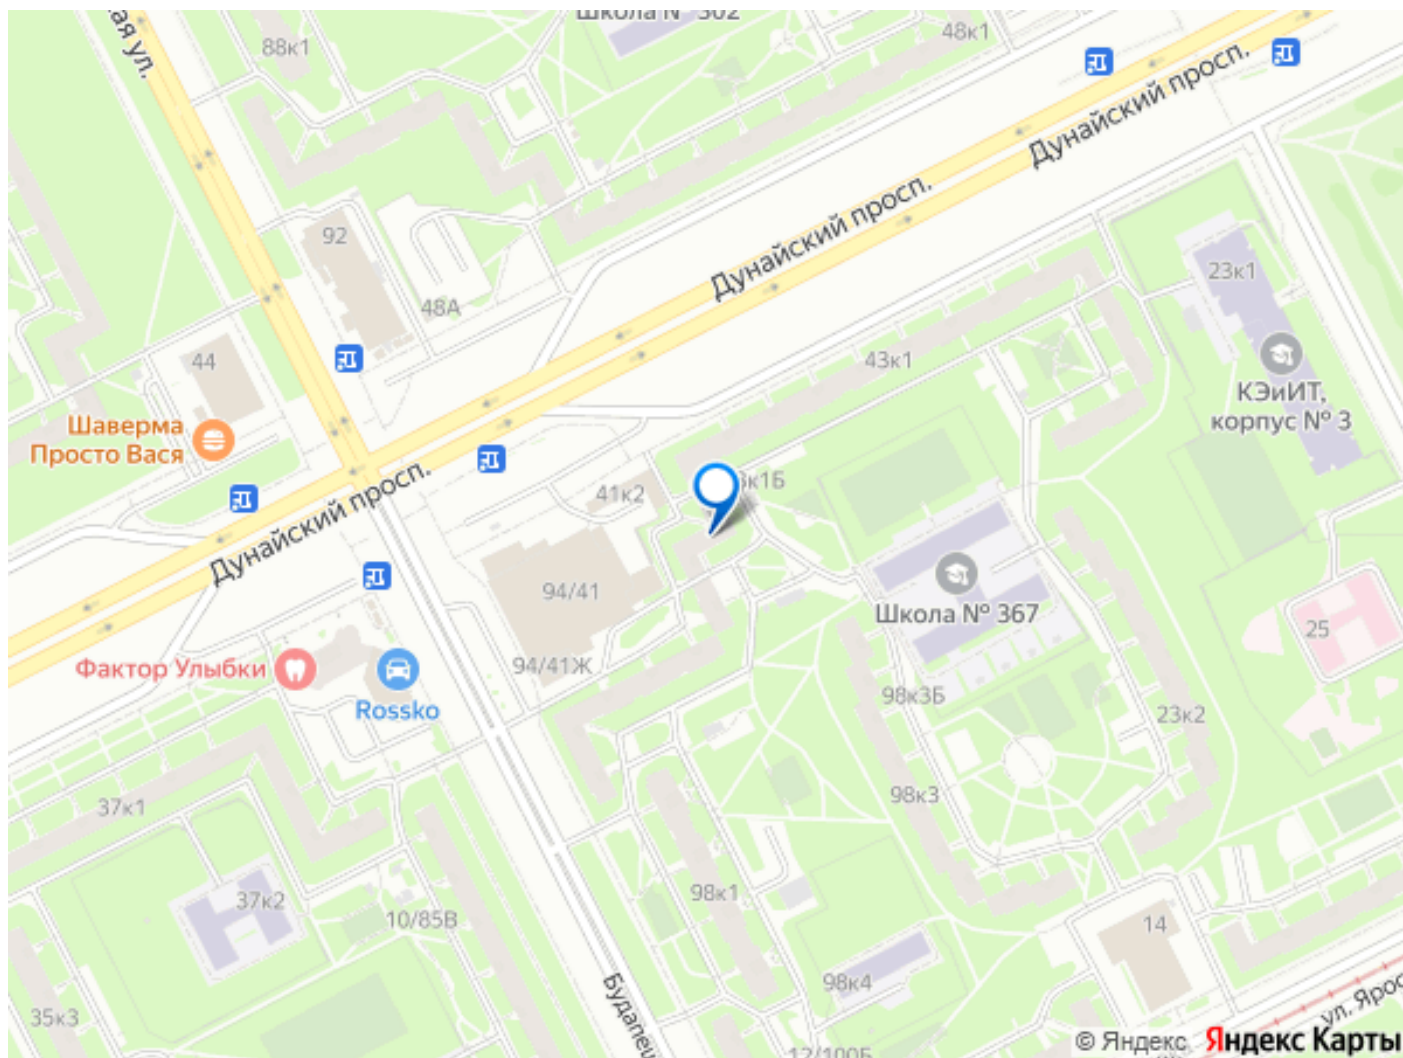 Школа № 302
48к1
88к1
ая ул.
Дунайский просп.
92
Дунайский просп.
23к1
48А
44
43к1
КЭиИТ,
корпус № 3
Шаверма
Просто Вася
41к2
Дунайский просп.
94/41
Школа № 367
25
94/41Ж
Фактор Улыбки
98к3Б
Rossko
23к2
37к1
98к3
98к1
37к2
10/85В
14
98к4
Будапе
35к3
ул. Ярос
12/100Б
© Яндекс Яндекс Карты